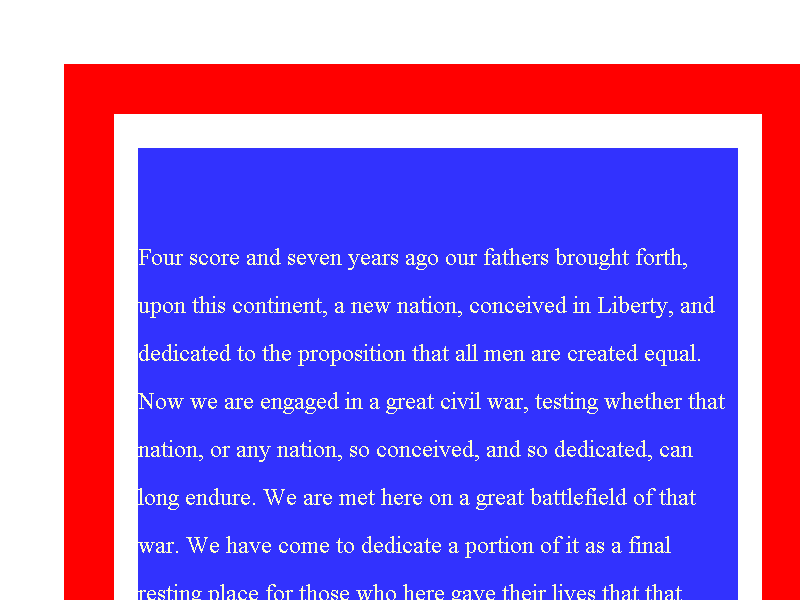 Four score and seven years ago our fathers brought forth,
upon this continent, a new nation, conceived in Liberty, and
dedicated to the proposition that all men are created equal.
Now we are engaged in a great civil war, testing whether that
nation, or any nation, so conceived, and so dedicated, can
long endure. We are met here on a great battlefield of that
war. We have come to dedicate a portion of it as a final
resting place for those who here gave their lives that that